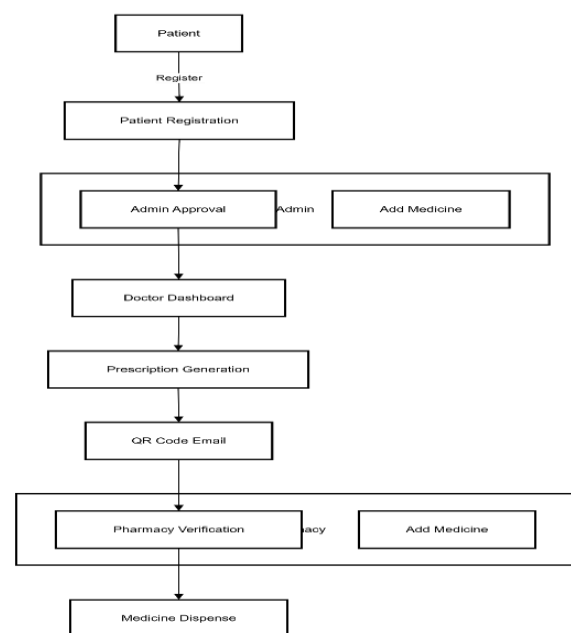 Patient
Register
Patient Registration
Admin Approval
Admin
Add Medicine
Doctor Dashboard
Prescription Generation
QR Code Email
Pharmacy Verification
Add Medicine
Medicine Dispense